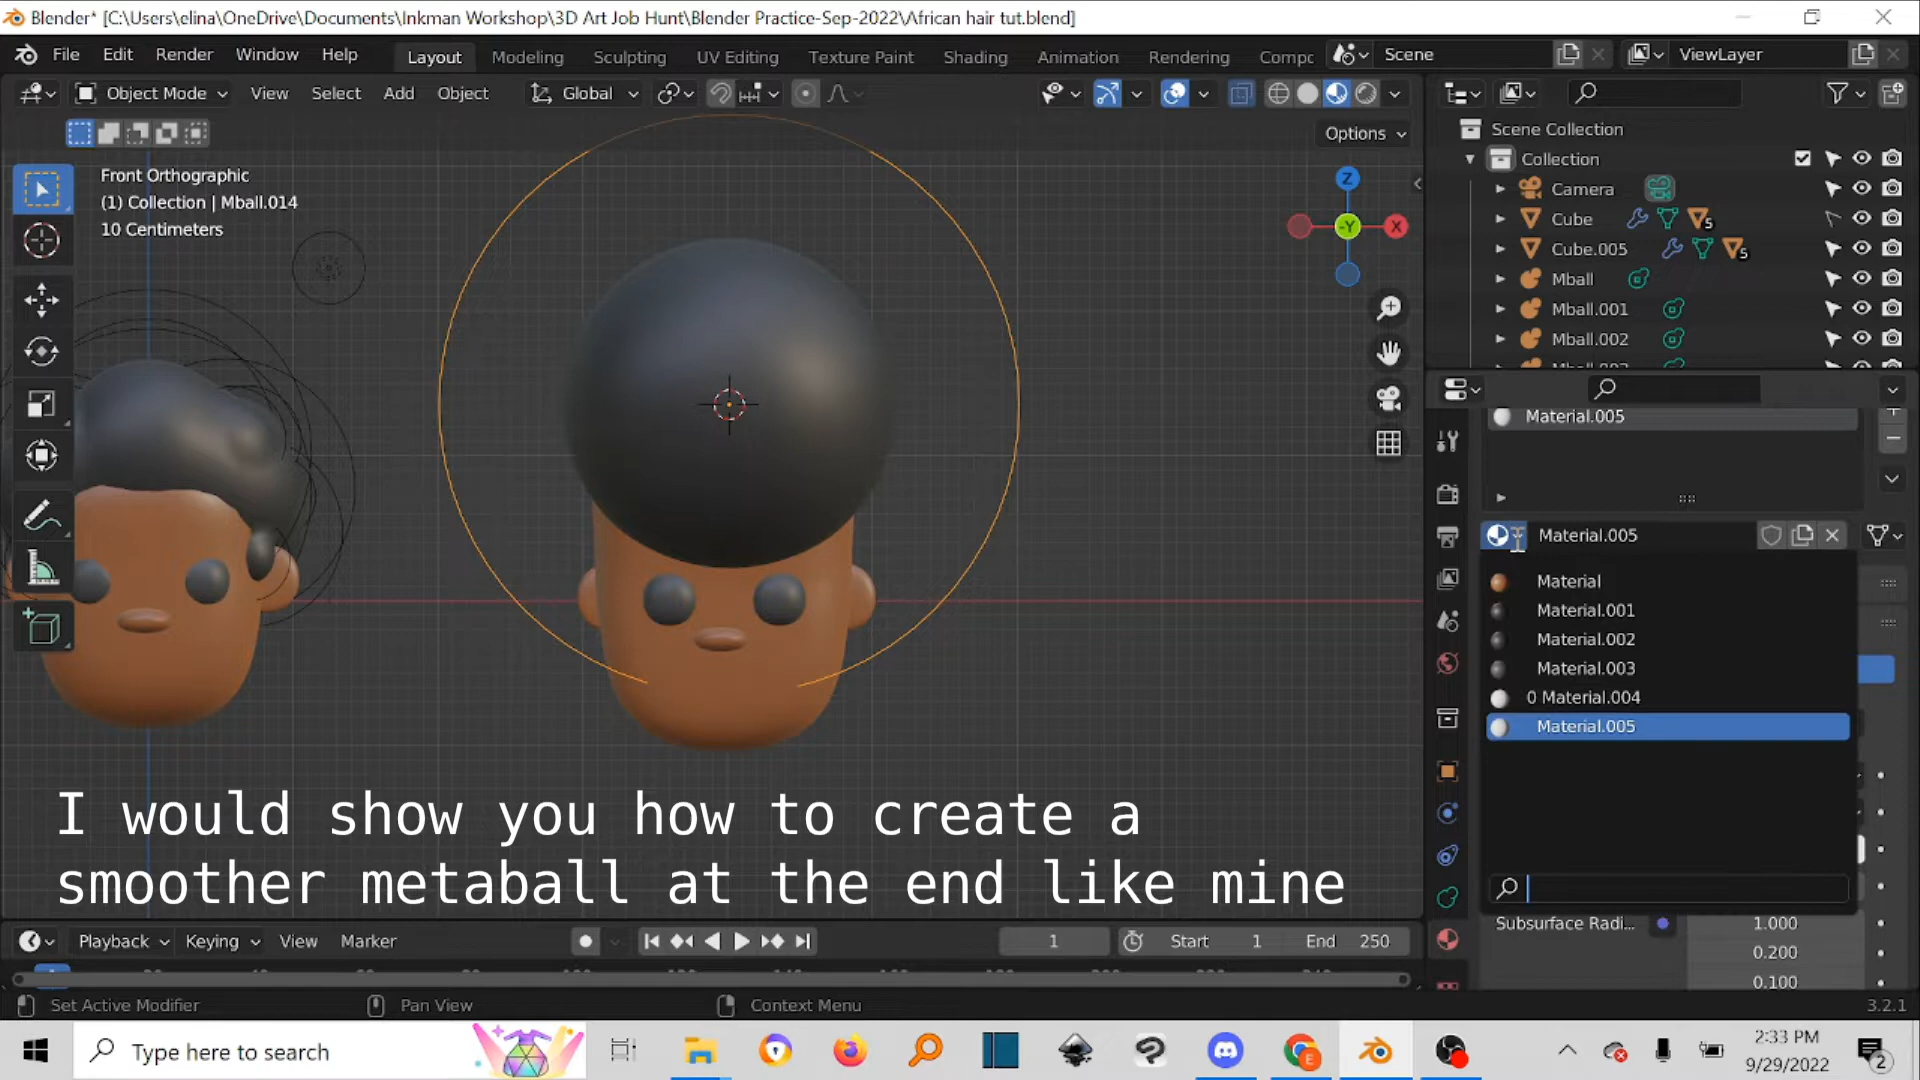 Blender* [C:\Users\elina\OneDrive\Documents\Inkman Workshop\3D Art Job Hunt\Blender Practice-Sep-2022\African hair tut.blend]
File Edit Render Window Help Layout Modeling Sculpting UV Editing Texture Paint Shading Animation Rendering Compc Scene ViewLayer
Object Mode View Select Add Object Global
Options
Scene Collection
Collection
Camera
Cube 5
Cube.005 5
Mball
Mball.001
Mball.002
Front Orthographic
(1) Collection | Mball.014
10 Centimeters
Z
-Y X
Material.005
Material.005
Material
Material.001
Material.002
Material.003
0 Material.004
Material.005
I would show you how to create a
smoother metaball at the end like mine
Subsurface Radi... 1.000
0.200
0.100
Playback Keying View Marker 1 Start 1 End 250
Set Active Modifier Pan View Context Menu 3.2.1
Type here to search
2:33 PM
9/29/2022
2